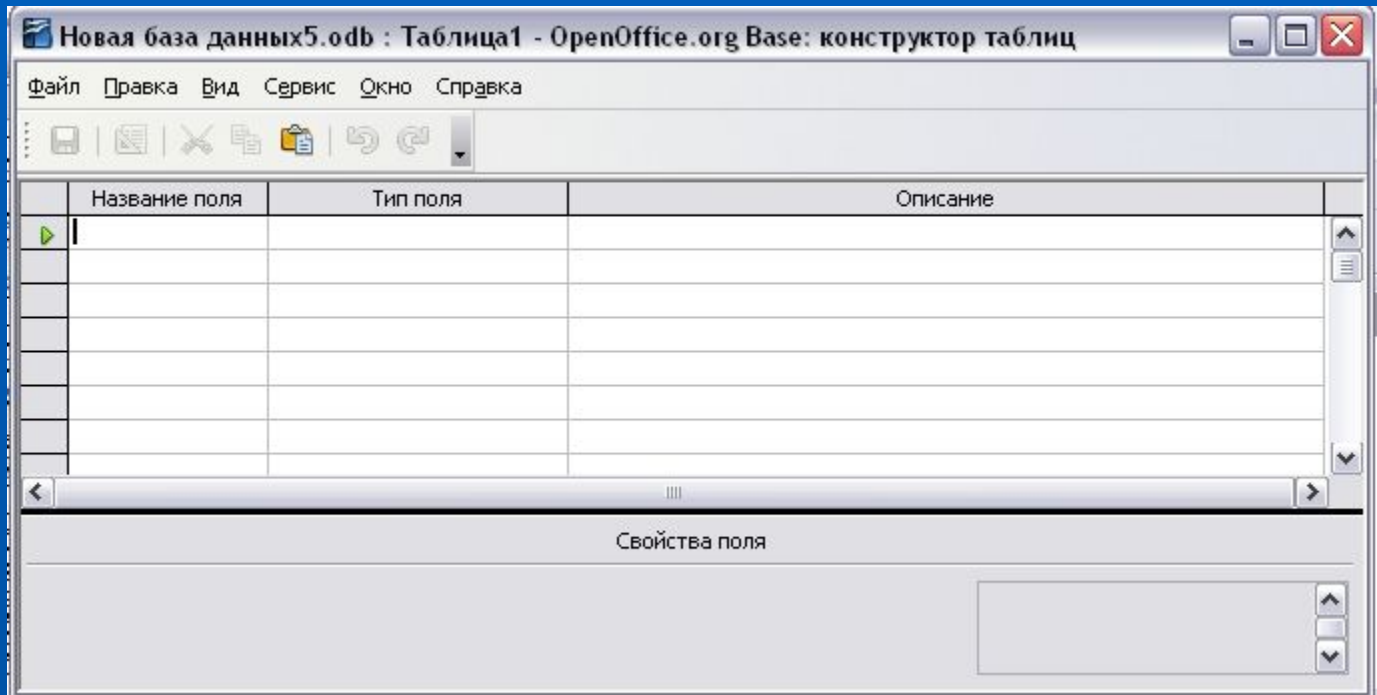 Новая база данных5.odb : Таблица1 - OpenOffice.org Base: конструктор таблиц
Файл Правка Вид Сервис Окно Справка
Название поля Тип поля Описание
Свойства поля